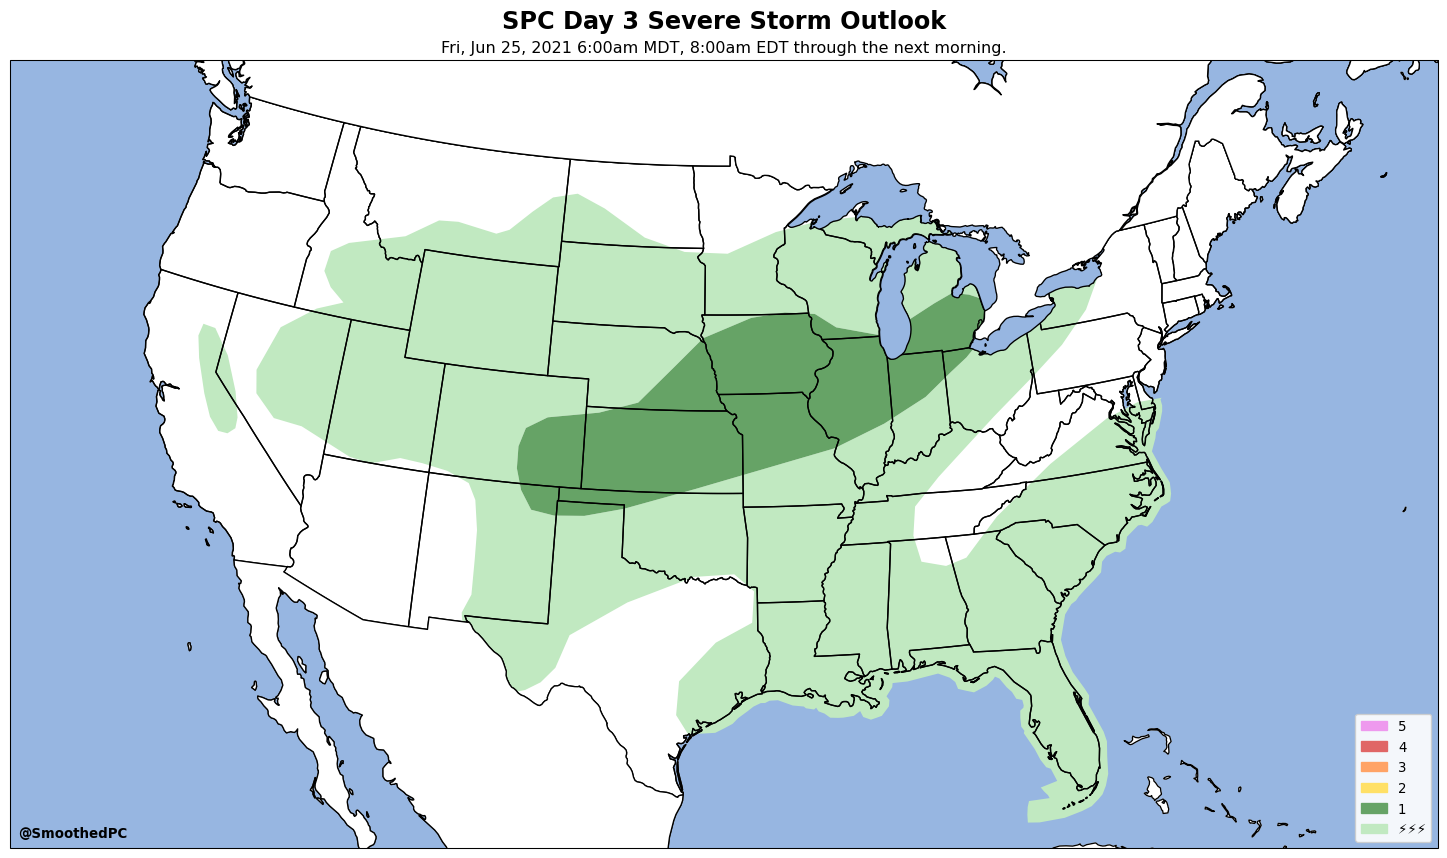 SPC Day 3 Severe Storm Outlook
Fri, Jun 25, 2021 6:00am MDT, 8:00am EDT through the next morning.
5
4
3
2
1
⚡⚡⚡
@SmoothedPC